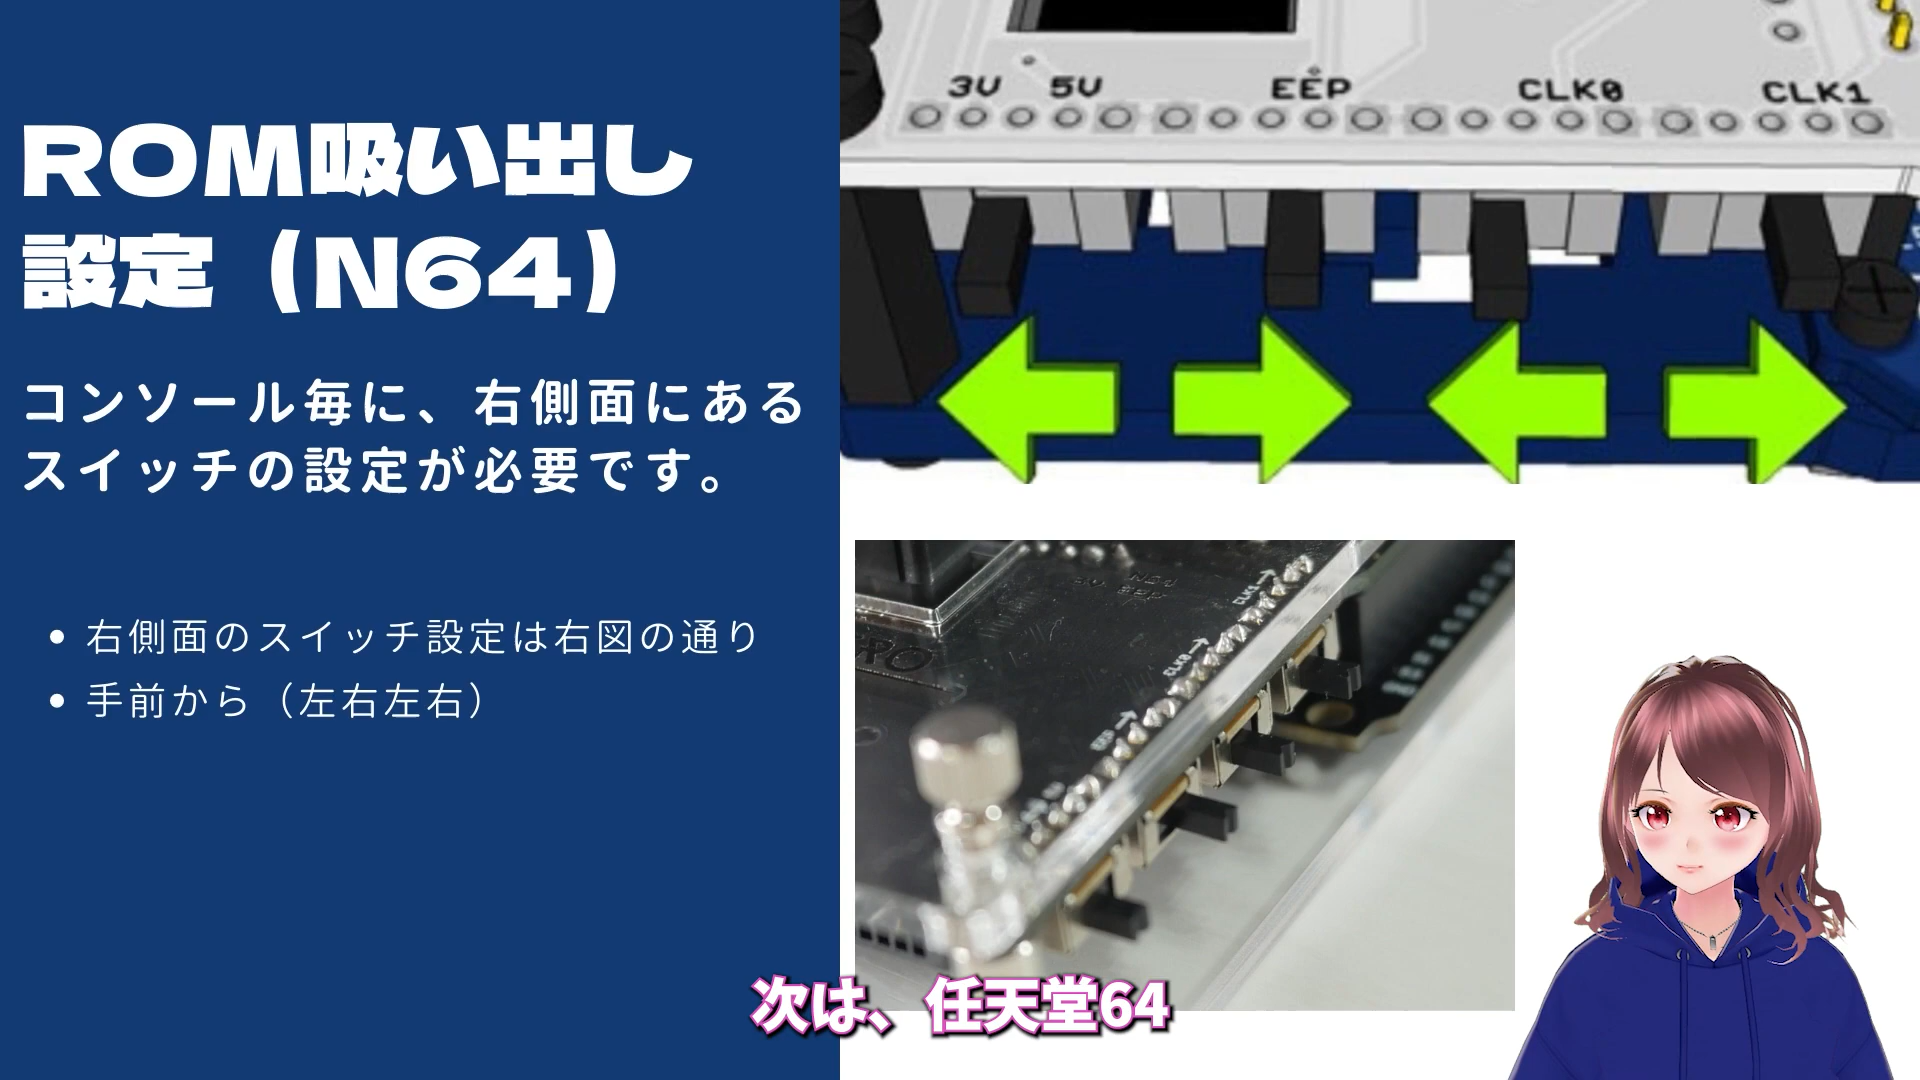 ROM吸い出し
設定（N64）
コンソール毎に、右側面にある
スイッチの設定が必要です。
右側面のスイッチ設定は右図の通り
手前から（左右左右）
3V 5V EEP CLK0 CLK1
CLK1
CLK0
EEP
次は、任天堂64